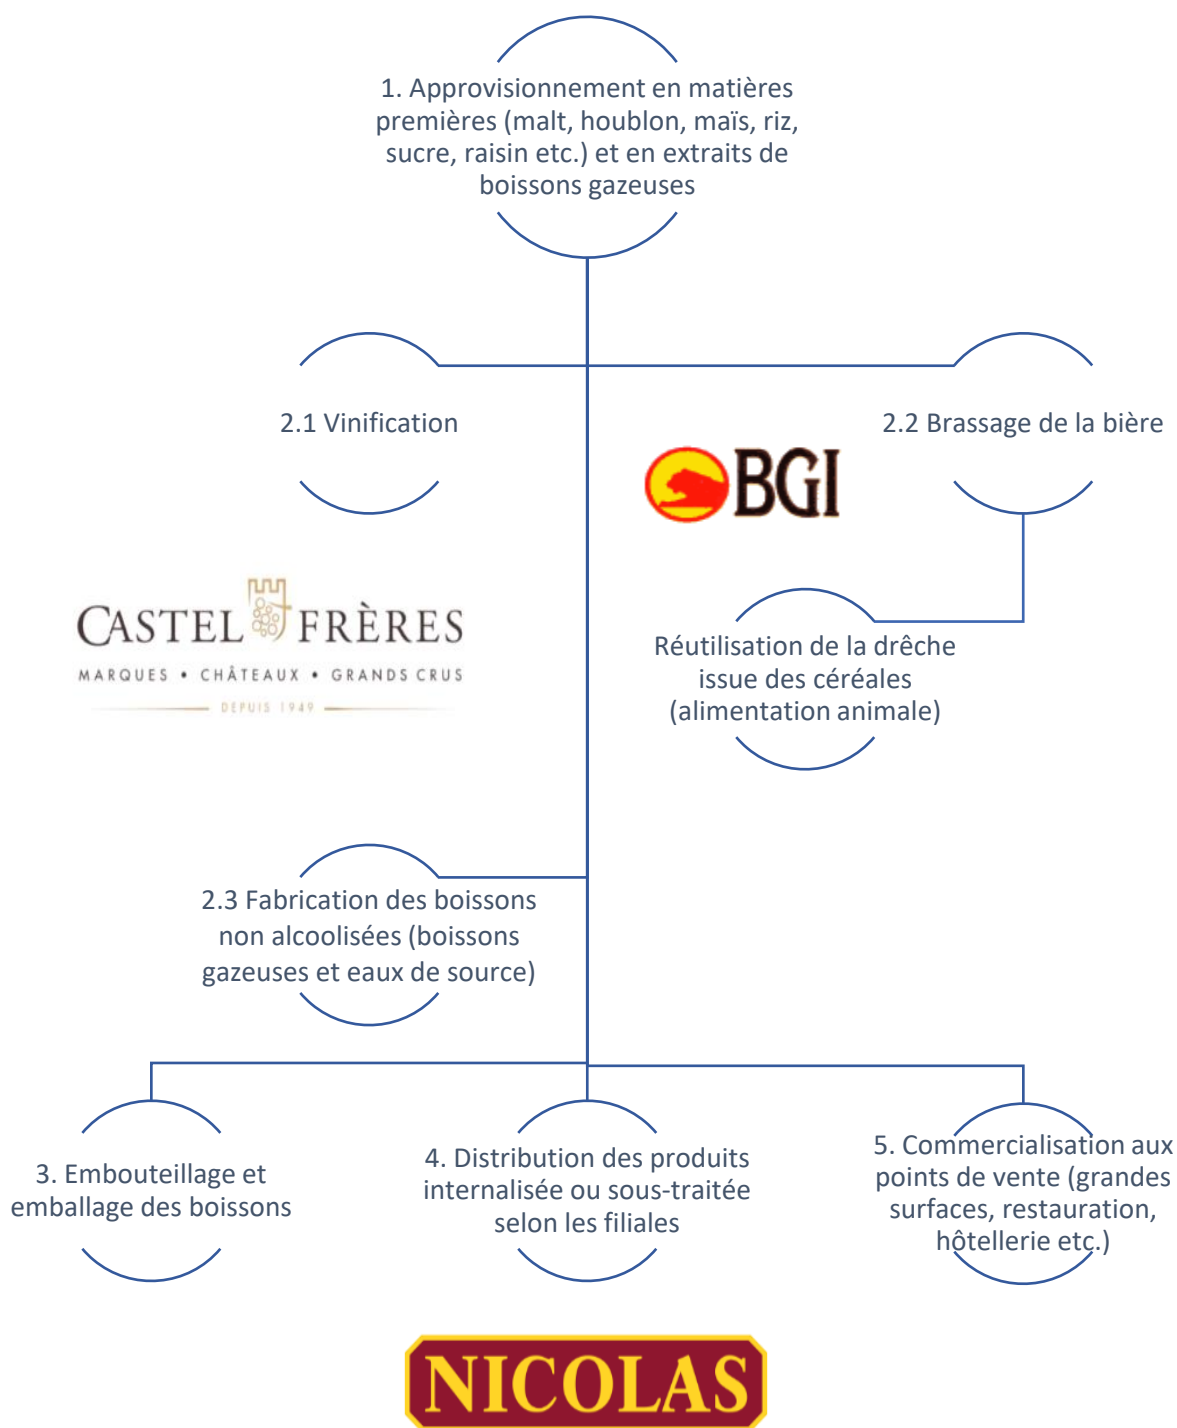 1. Approvisionnement en matières
premières (malt, houblon, maïs, riz,
sucre, raisin etc.) et en extraits de
boissons gazeuses
2.1 Vinification
2.2 Brassage de la bière
BGI
CASTEL FRÈRES
MARQUES • CHÂTEAUX • GRANDS CRUS
DEPUIS 1949
Réutilisation de la drêche
issue des céréales
(alimentation animale)
2.3 Fabrication des boissons
non alcoolisées (boissons
gazeuses et eaux de source)
3. Embouteillage et
emballage des boissons
4. Distribution des produits
internalisée ou sous-traitée
selon les filiales
5. Commercialisation aux
points de vente (grandes
surfaces, restauration,
hôtellerie etc.)
NICOLAS